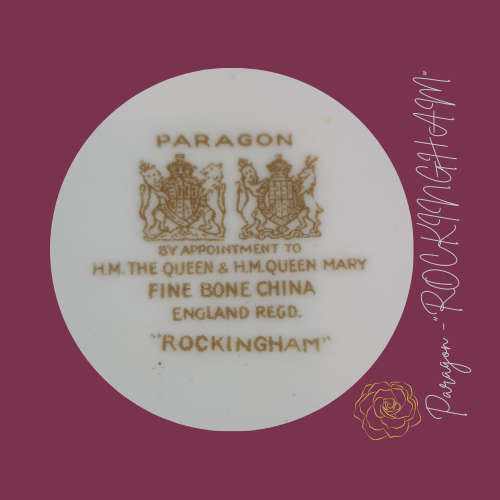 PARAGON
BY APPOINTMENT TO
H.M. THE QUEEN & H.M. QUEEN MARY
FINE BONE CHINA
ENGLAND REGD.
"ROCKINGHAM"
Paragon - "ROCKINGHAM"